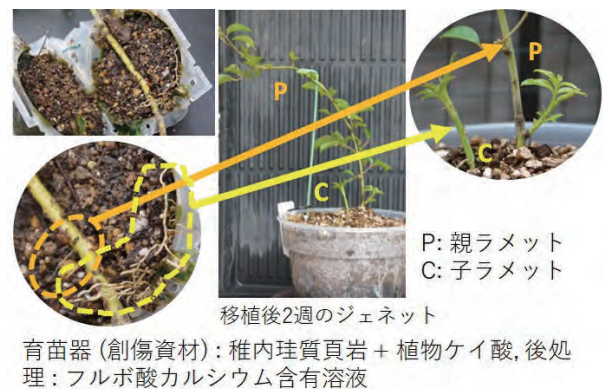 P
P
C
C
P: 親ラメット
C: 子ラメット
移植後2週のジェネット
育苗器 (創傷資材) : 稚内珪質頁岩 + 植物ケイ酸, 後処
理 : フルボ酸カルシウム含有溶液